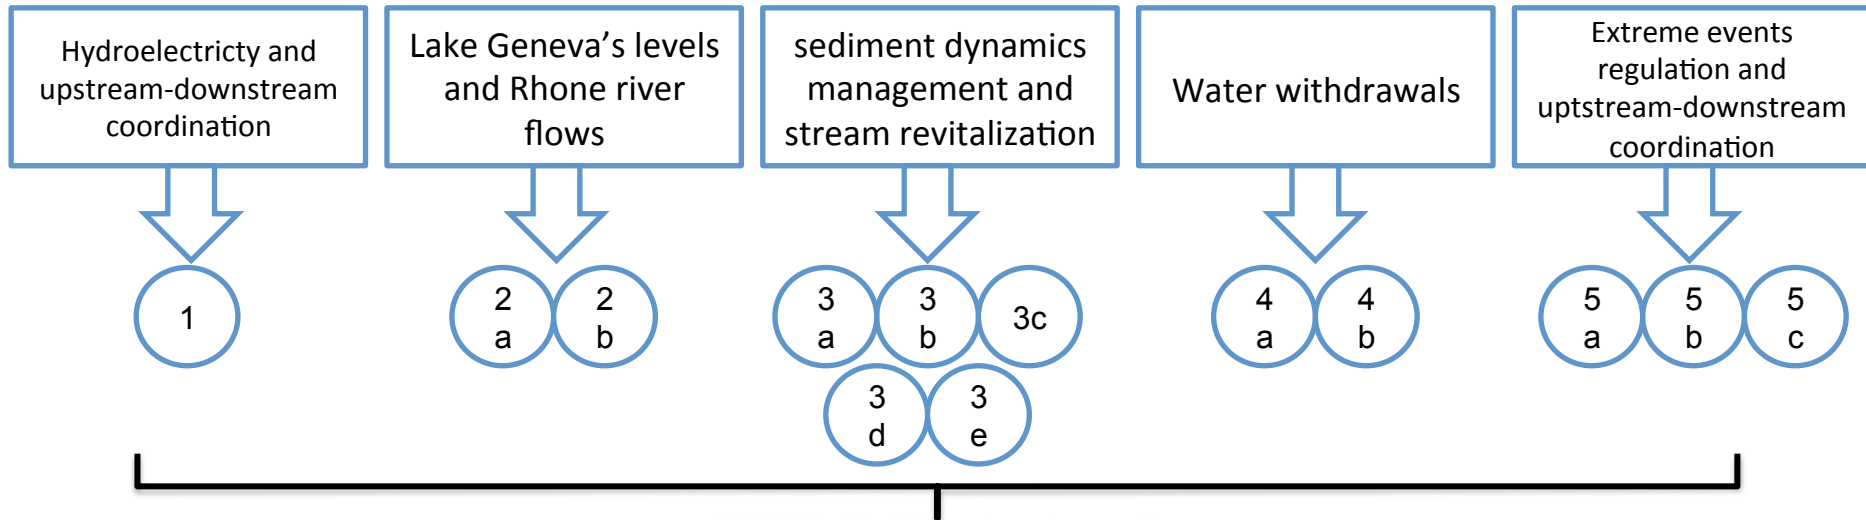 Hydroelectricty and
upstream-downstream
coordination
Lake Geneva’s levels
and Rhone river
flows
sediment dynamics
management and
stream revitalization
Water withdrawals
Extreme events
regulation and
uptstream-downstream
coordination
1
2
a
2
b
3
a
3
b
3c
3
d
3
e
4
a
4
b
5
a
5
b
5
c